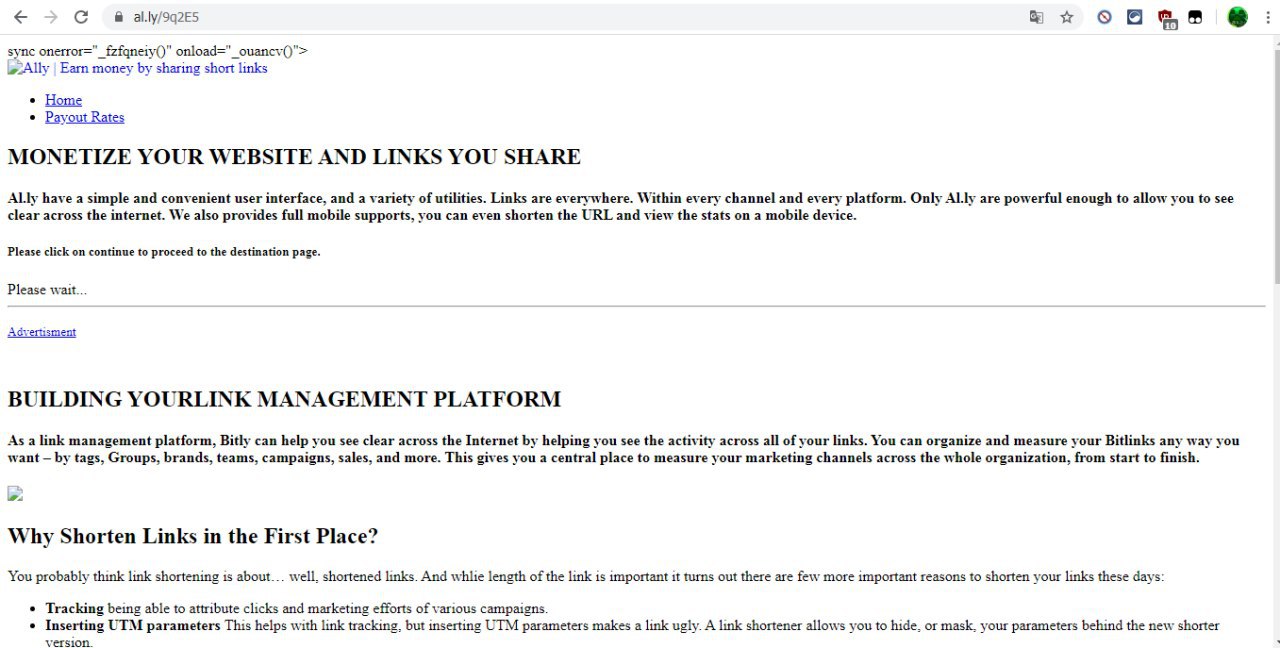 al.ly/9q2E5
10
sync onerror="_fzfqneiy()" onload="_ouancv()">
Ally | Earn money by sharing short links
Home
Payout Rates
MONETIZE YOUR WEBSITE AND LINKS YOU SHARE
Al.ly have a simple and convenient user interface, and a variety of utilities. Links are everywhere. Within every channel and every platform. Only Al.ly are powerful enough to allow you to see
clear across the internet. We also provides full mobile supports, you can even shorten the URL and view the stats on a mobile device.
Please click on continue to proceed to the destination page.
Please wait...
Advertisment
BUILDING YOURLINK MANAGEMENT PLATFORM
As a link management platform, Bitly can help you see clear across the Internet by helping you see the activity across all of your links. You can organize and measure your Bitlinks any way you
want – by tags, Groups, brands, teams, campaigns, sales, and more. This gives you a central place to measure your marketing channels across the whole organization, from start to finish.
Why Shorten Links in the First Place?
You probably think link shortening is about… well, shortened links. And whlie length of the link is important it turns out there are few more important reasons to shorten your links these days:
Tracking being able to attribute clicks and marketing efforts of various campaigns.
Inserting UTM parameters This helps with link tracking, but inserting UTM parameters makes a link ugly. A link shortener allows you to hide, or mask, your parameters behind the new shorter
version.